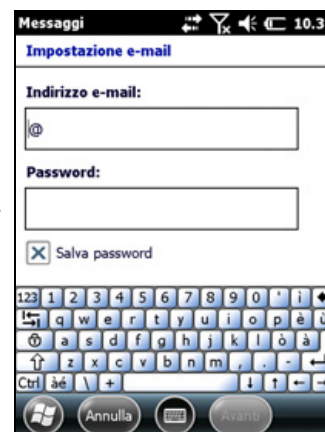 Messaggi 10.3
Impostazione e-mail
Indirizzo e-mail:
@
Password:
Salva password
123 1 2 3 4 5 6 7 8 9 0 ' ì
q w e r t y u i o p è ù
a s d f g h j k l ò à
z x c v b n m , . -
Ctrl àé \ +
Annulla Avanti